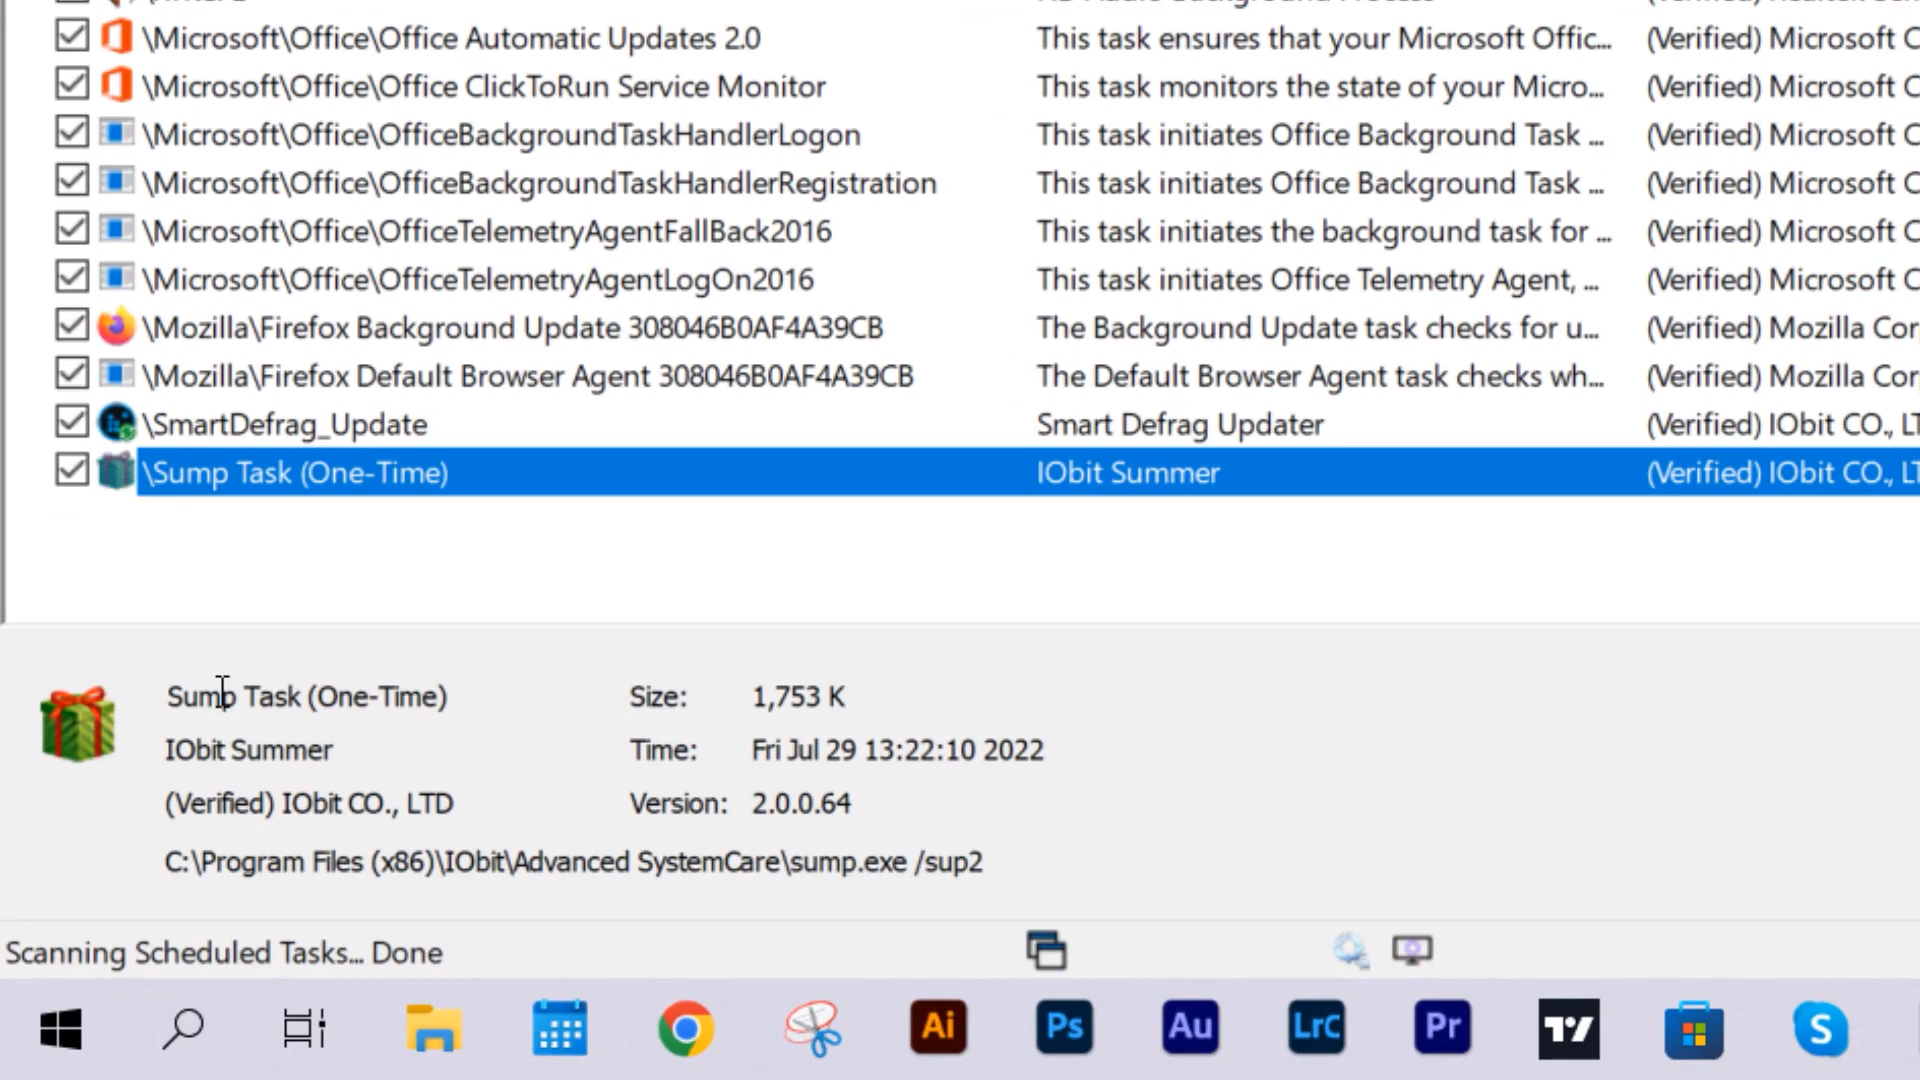 HD Audio Background Process
\Microsoft\Office\Office Automatic Updates 2.0 This task ensures that your Microsoft Offic... (Verified) Microsoft C
\Microsoft\Office\Office ClickToRun Service Monitor This task monitors the state of your Micro... (Verified) Microsoft C
\Microsoft\Office\OfficeBackgroundTaskHandlerLogon This task initiates Office Background Task ... (Verified) Microsoft C
\Microsoft\Office\OfficeBackgroundTaskHandlerRegistration This task initiates Office Background Task ... (Verified) Microsoft C
\Microsoft\Office\OfficeTelemetryAgentFallBack2016 This task initiates the background task for ... (Verified) Microsoft C
\Microsoft\Office\OfficeTelemetryAgentLogOn2016 This task initiates Office Telemetry Agent, ... (Verified) Microsoft C
\Mozilla\Firefox Background Update 308046B0AF4A39CB The Background Update task checks for u... (Verified) Mozilla Corp
\Mozilla\Firefox Default Browser Agent 308046B0AF4A39CB The Default Browser Agent task checks wh... (Verified) Mozilla Cor
\SmartDefrag_Update Smart Defrag Updater (Verified) IObit CO., LT
\Sump Task (One-Time) IObit Summer (Verified) IObit CO., LT
Sump Task (One-Time) Size: 1,753 K
IObit Summer Time: Fri Jul 29 13:22:10 2022
(Verified) IObit CO., LTD Version: 2.0.0.64
C:\Program Files (x86)\IObit\Advanced SystemCare\sump.exe /sup2
Scanning Scheduled Tasks... Done
Ai Ps Au LrC Pr S